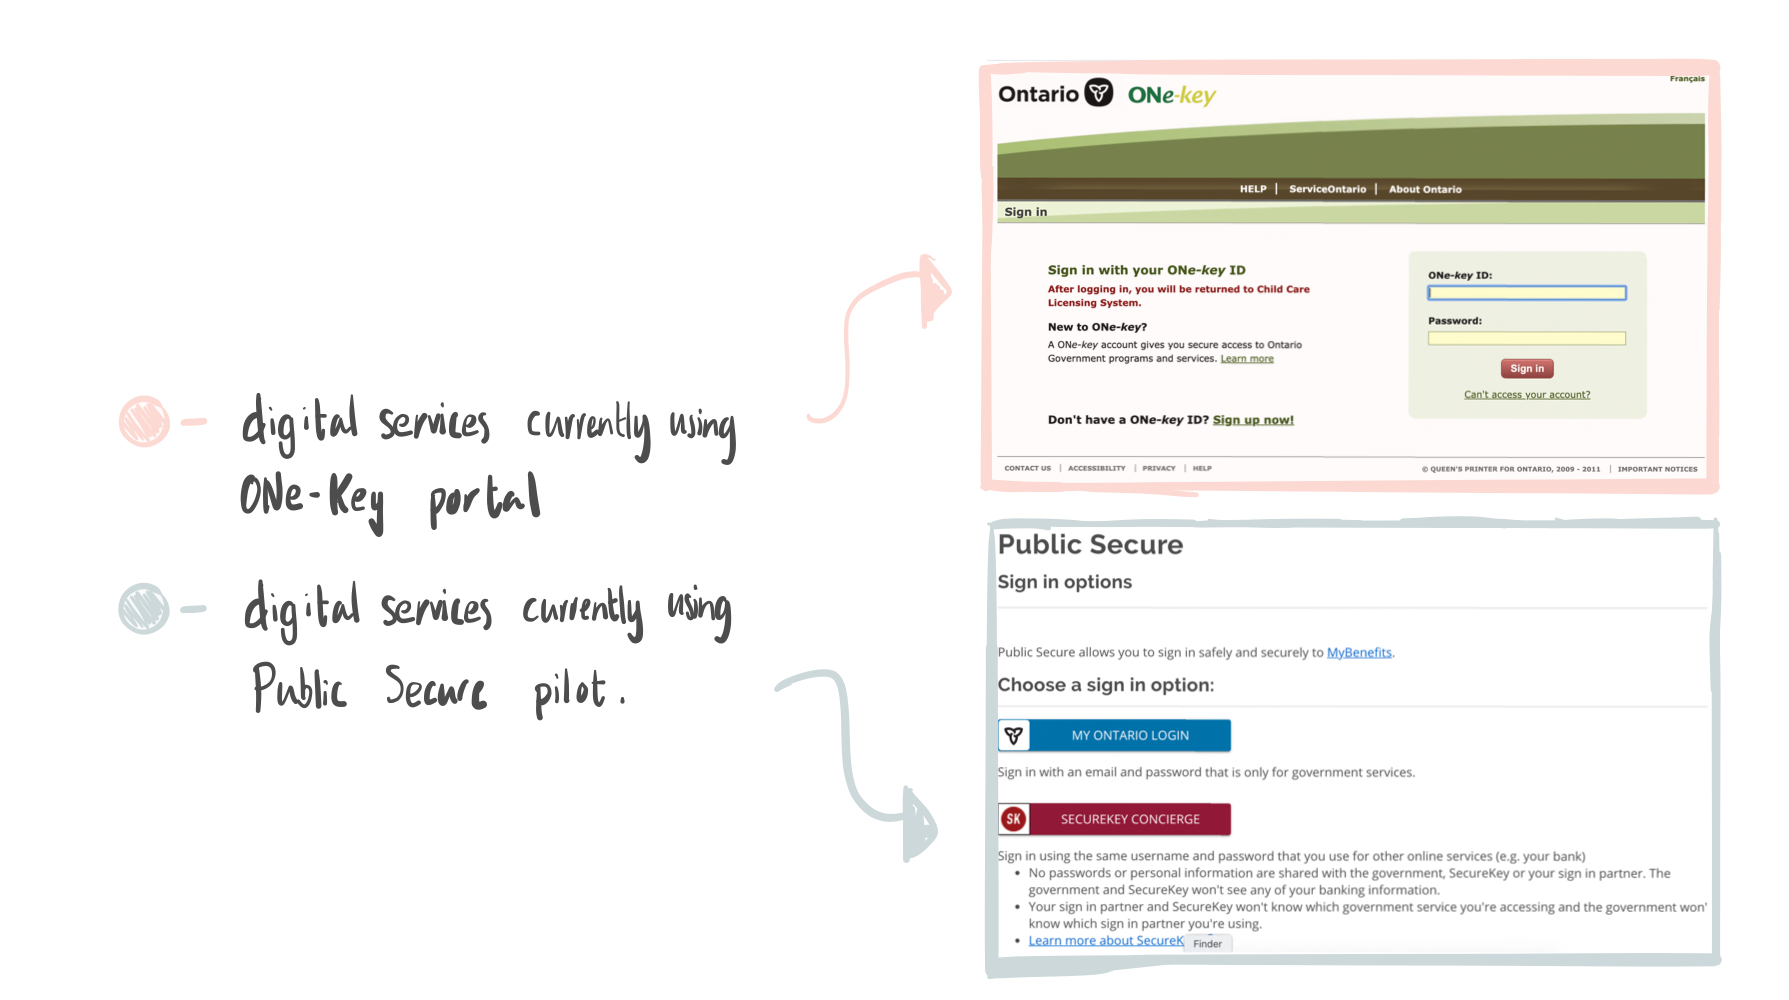 digital services currently using
ONe-Key portal
digital services currently using
Public Secure pilot.
Ontario ONe-key
Français
HELP | ServiceOntario | About Ontario
Sign in
Sign in with your ONe-key ID
After logging in, you will be returned to Child Care
Licensing System.
New to ONe-key?
A ONe-key account gives you secure access to Ontario
Government programs and services. Learn more
Don't have a ONe-key ID? Sign up now!
ONe-key ID:
Password:
Sign in
Can't access your account?
CONTACT US | ACCESSIBILITY | PRIVACY | HELP
© QUEEN'S PRINTER FOR ONTARIO, 2009 - 2011 | IMPORTANT NOTICES
Public Secure
Sign in options
Public Secure allows you to sign in safely and securely to MyBenefits.
Choose a sign in option:
MY ONTARIO LOGIN
Sign in with an email and password that is only for government services.
SK SECUREKEY CONCIERGE
Sign in using the same username and password that you use for other online services (e.g. your bank)
• No passwords or personal information are shared with the government, SecureKey or your sign in partner. The
government and SecureKey won't see any of your banking information.
• Your sign in partner and SecureKey won't know which government service you're accessing and the government won'
know which sign in partner you're using.
• Learn more about SecureK
Finder